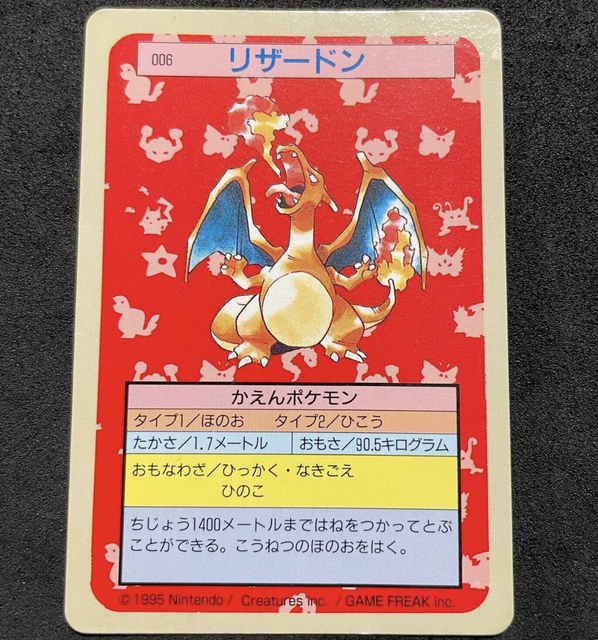 006 リザードン
かえんポケモン
タイプ1/ほのお タイプ2/ひこう
たかさ/1.7メートル おもさ/90.5キログラム
おもなわざ/ひっかく・なきごえ
ひのこ
ちじょう1400メートルまではねをつかってとぶ
ことができる。こうねつのほのおをはく。
© 1995 Nintendo / Creatures inc. / GAME FREAK inc.